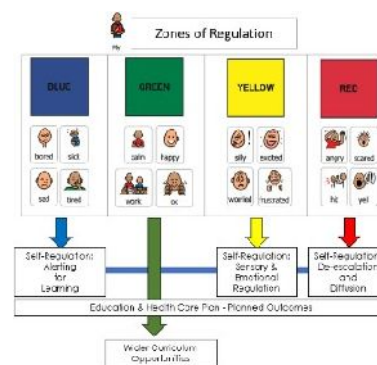 My
Zones of Regulation
BLUE
GREEN
YELLOW
RED
bored sick
calm happy
silly excited
angry scared
sad tired
work ok
worried frustrated
hit yell
Self-Regulation:
Alerting
for
Learning
Self-Regulation:
Sensory &
Emotional
Regulation
Self-Regulation:
De-escalation
and
Diffusion
Education & Health Care Plan - Planned Outcomes
Wider Curriculum
Opportunities